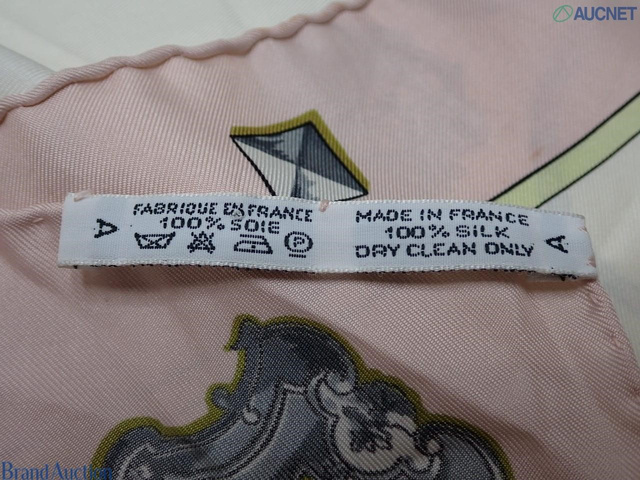 AUCNET
A
FABRIQUE EN FRANCE
100% SOIE
P
MADE IN FRANCE
100% SILK
DRY CLEAN ONLY
A
Brand Auction